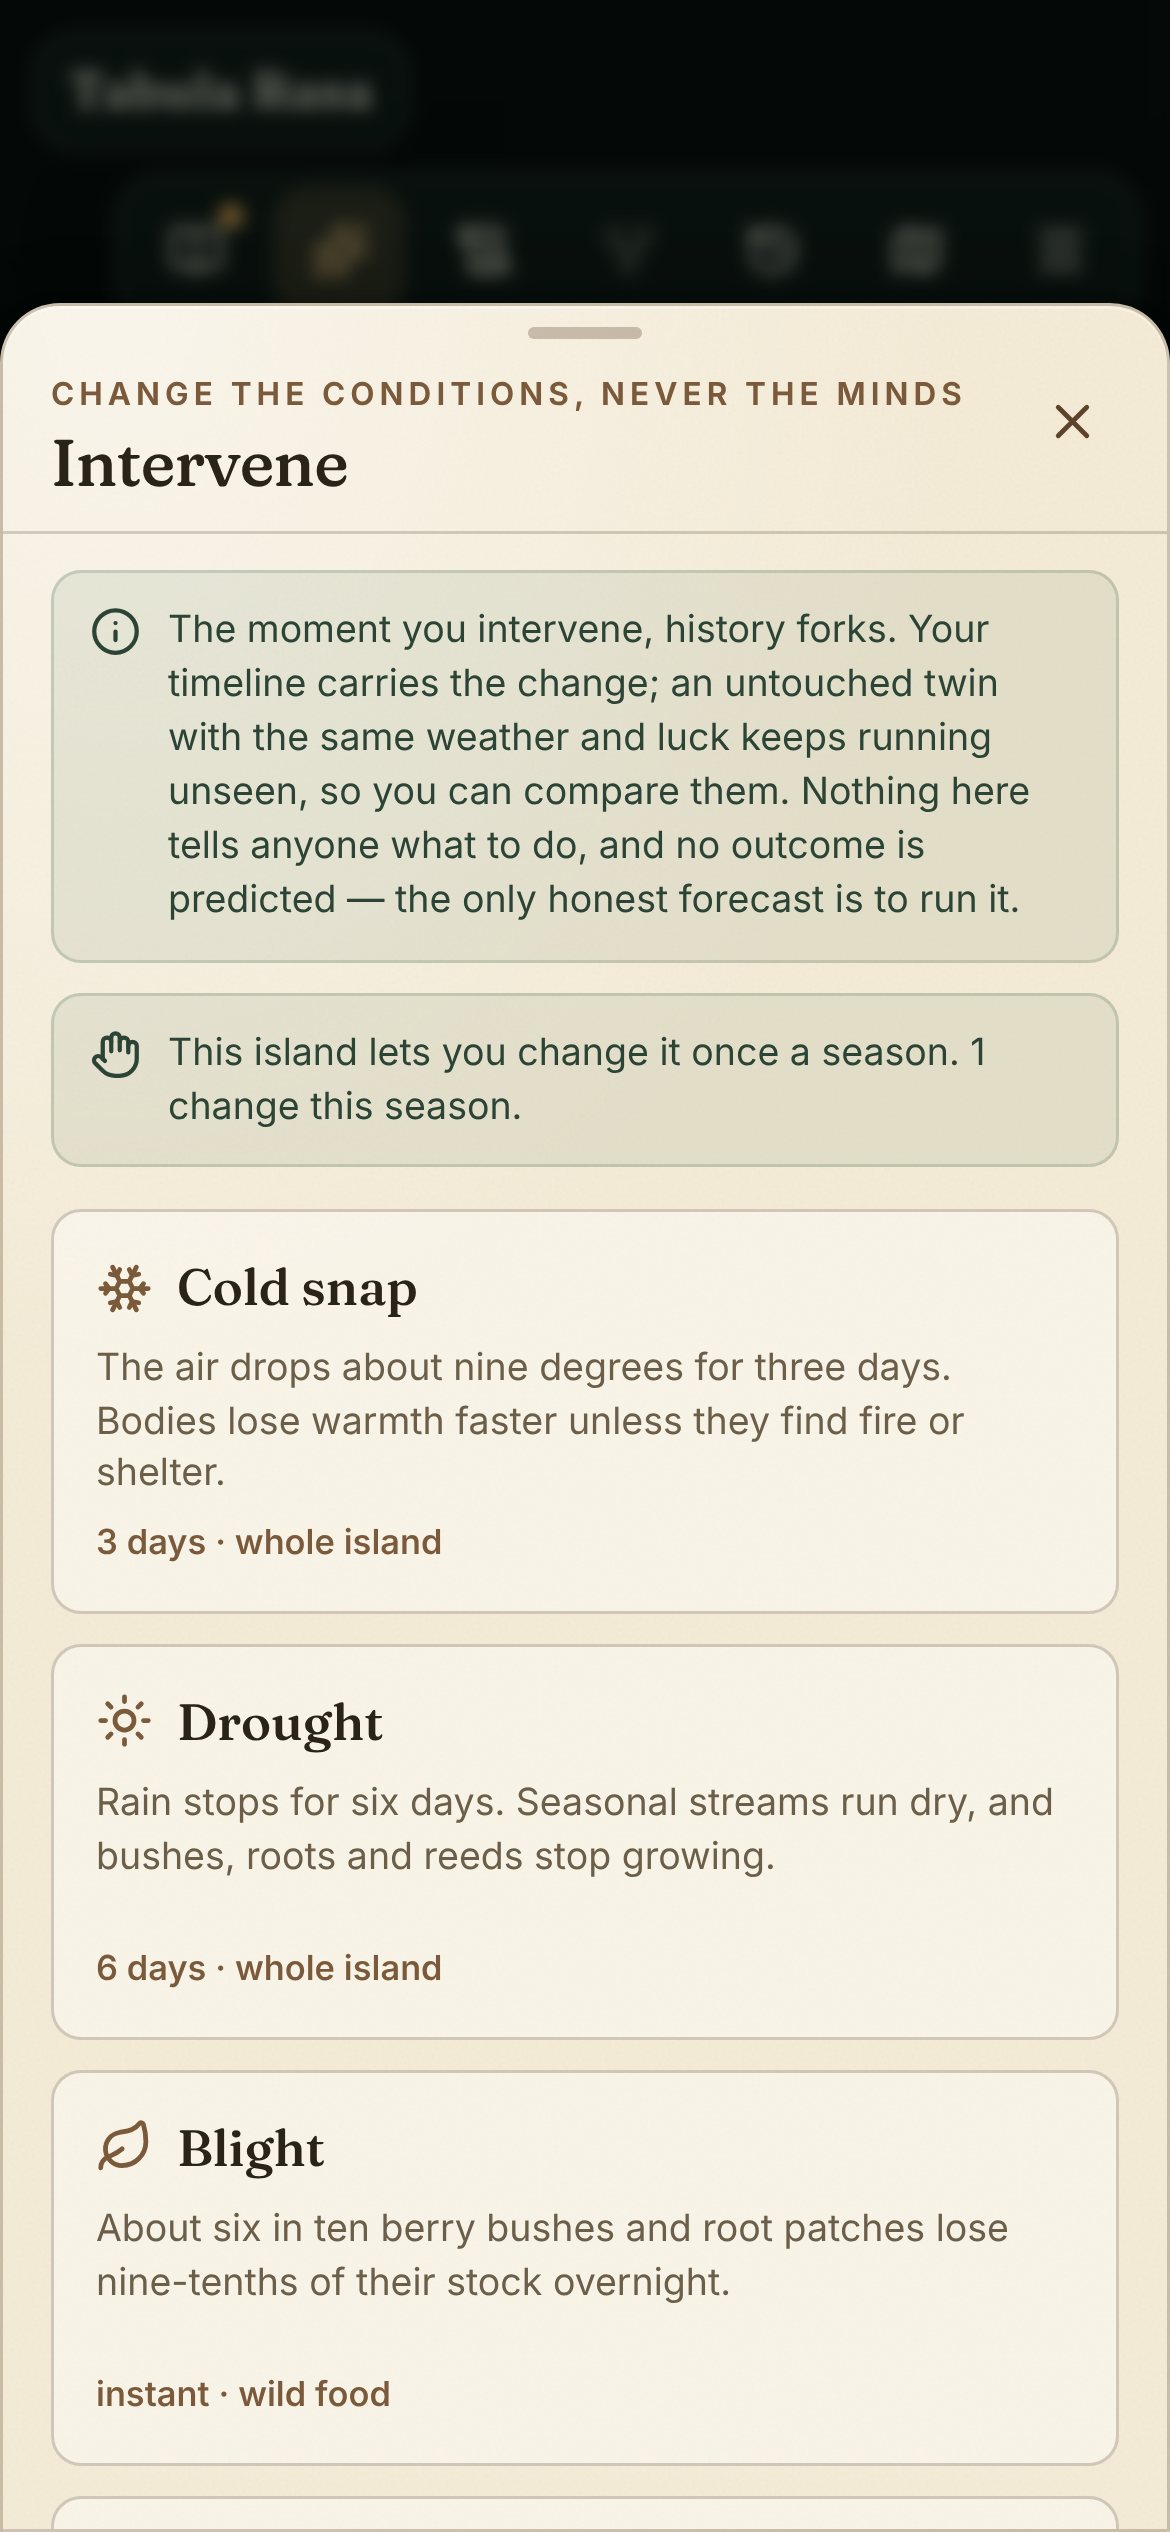 Tabula Rasa
CHANGE THE CONDITIONS, NEVER THE MINDS
Intervene
The moment you intervene, history forks. Your
timeline carries the change; an untouched twin
with the same weather and luck keeps running
unseen, so you can compare them. Nothing here
tells anyone what to do, and no outcome is
predicted — the only honest forecast is to run it.
This island lets you change it once a season. 1
change this season.
Cold snap
The air drops about nine degrees for three days.
Bodies lose warmth faster unless they find fire or
shelter.
3 days · whole island
Drought
Rain stops for six days. Seasonal streams run dry, and
bushes, roots and reeds stop growing.
6 days · whole island
Blight
About six in ten berry bushes and root patches lose
nine-tenths of their stock overnight.
instant · wild food